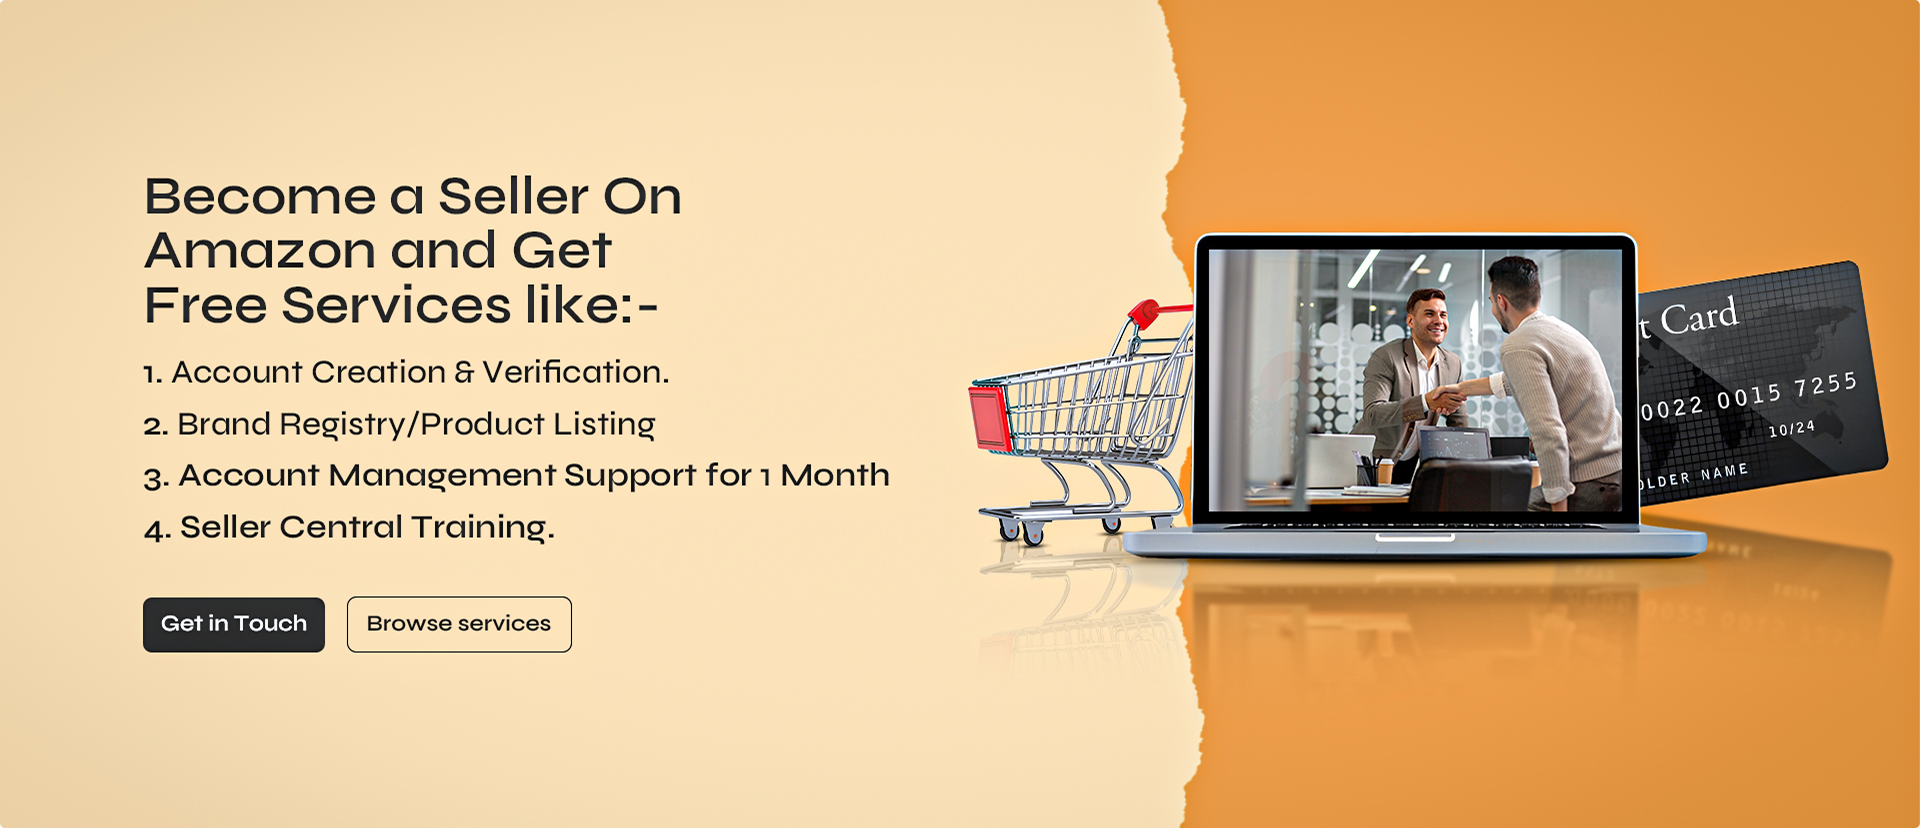 Become a Seller On
Amazon and Get
Free Services like:-
1. Account Creation & Verification.
2. Brand Registry/Product Listing
3. Account Management Support for 1 Month
4. Seller Central Training.
Get in Touch
Browse services
t Card
0022 0015 7255
10/24
OLDER NAME